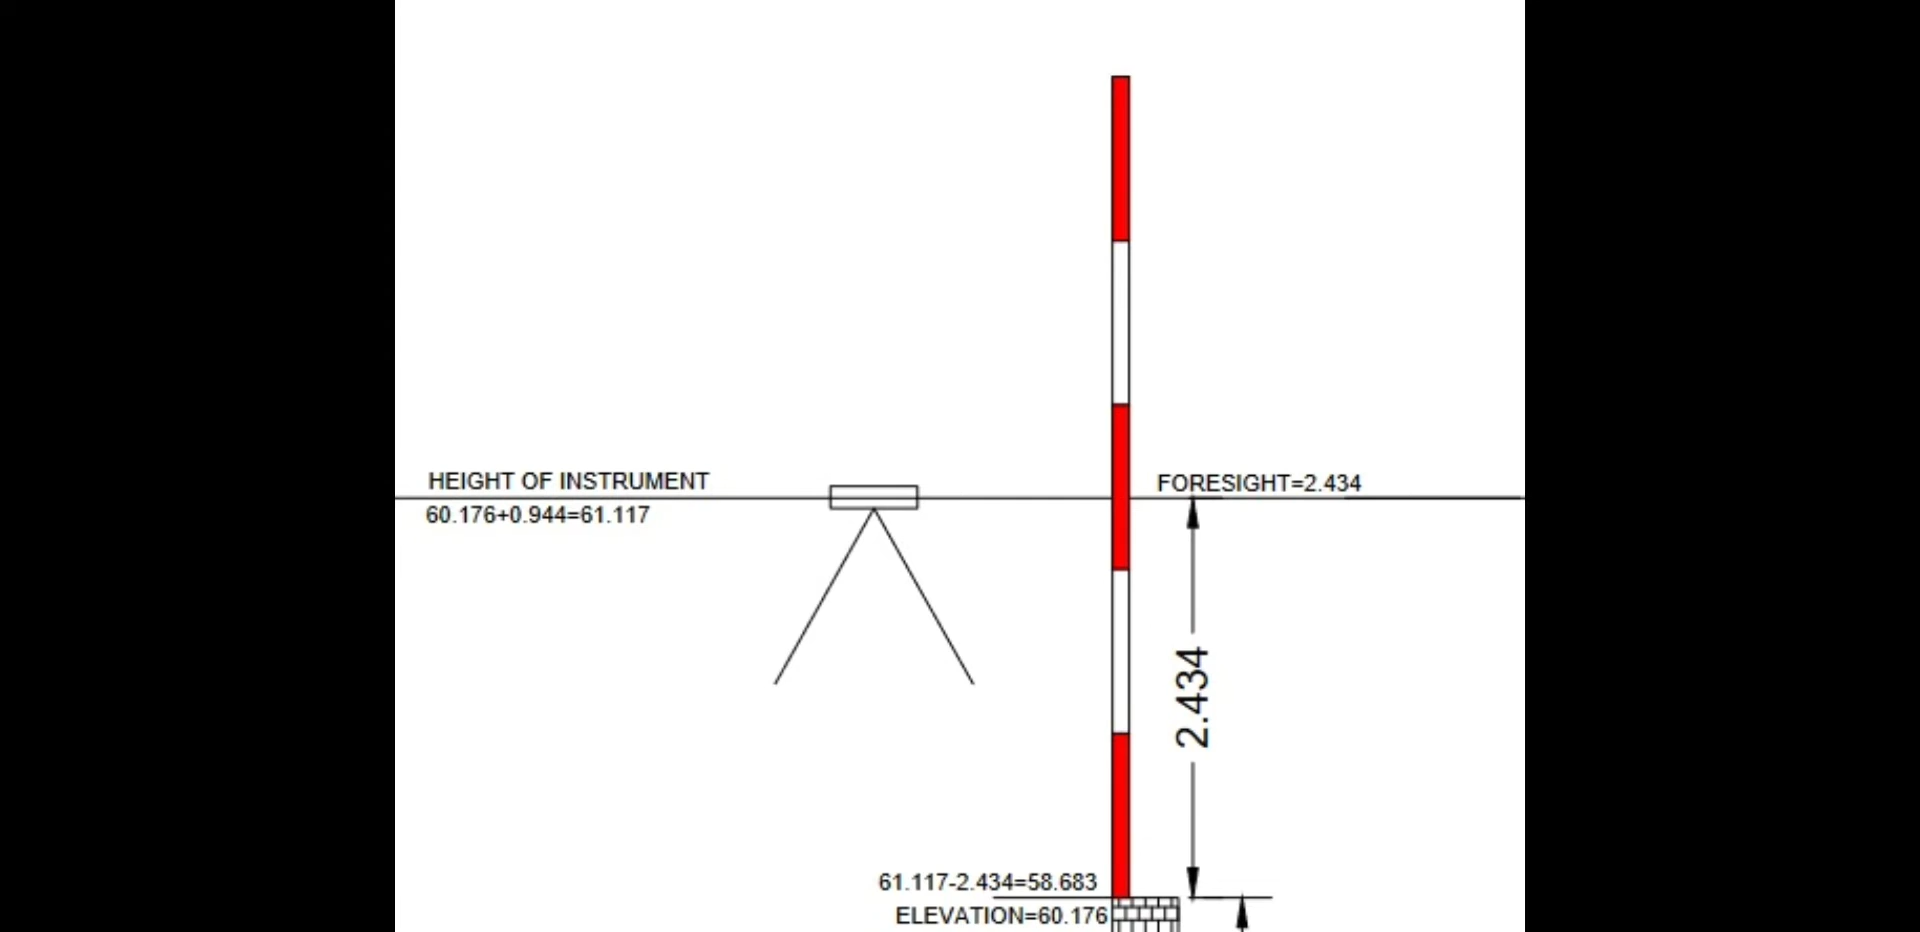 HEIGHT OF INSTRUMENT
60.176+0.944=61.117
FORESIGHT=2.434
2.434
61.117-2.434=58.683
ELEVATION=60.176